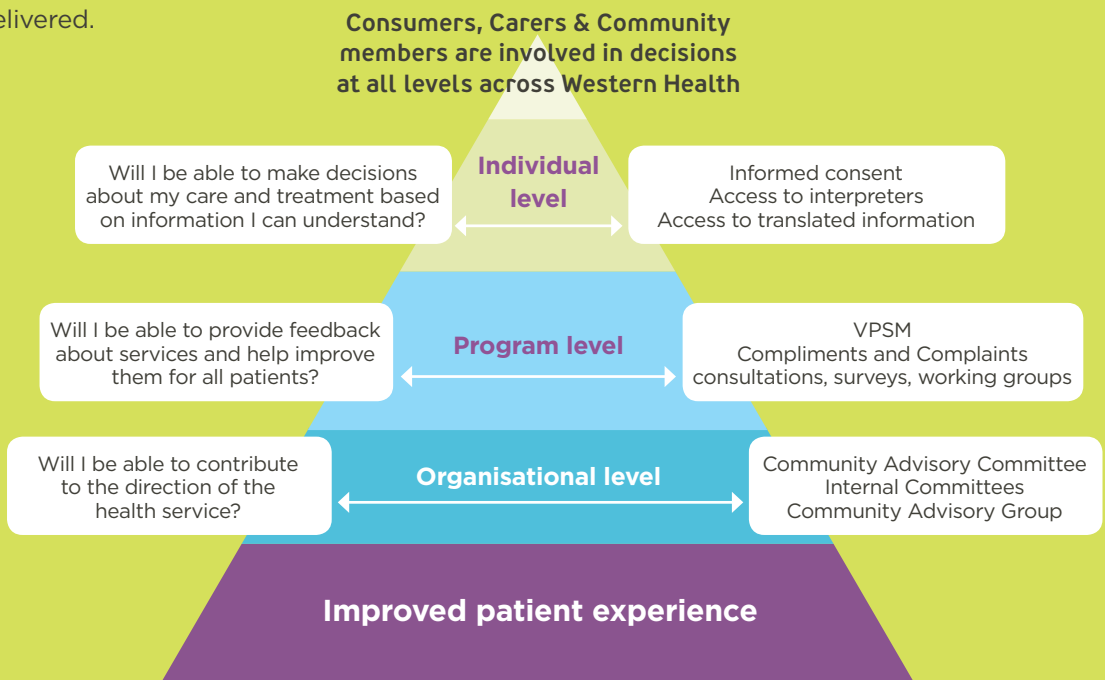 elivered.
Consumers, Carers & Community
members are involved in decisions
at all levels across Western Health
Will I be able to make decisions
about my care and treatment based
on information I can understand?
Individual
level
Informed consent
Access to interpreters
Access to translated information
Will I be able to provide feedback
about services and help improve
them for all patients?
Program level
VPSM
Compliments and Complaints
consultations, surveys, working groups
Will I be able to contribute
to the direction of the
health service?
Organisational level
Community Advisory Committee
Internal Committees
Community Advisory Group
Improved patient experience